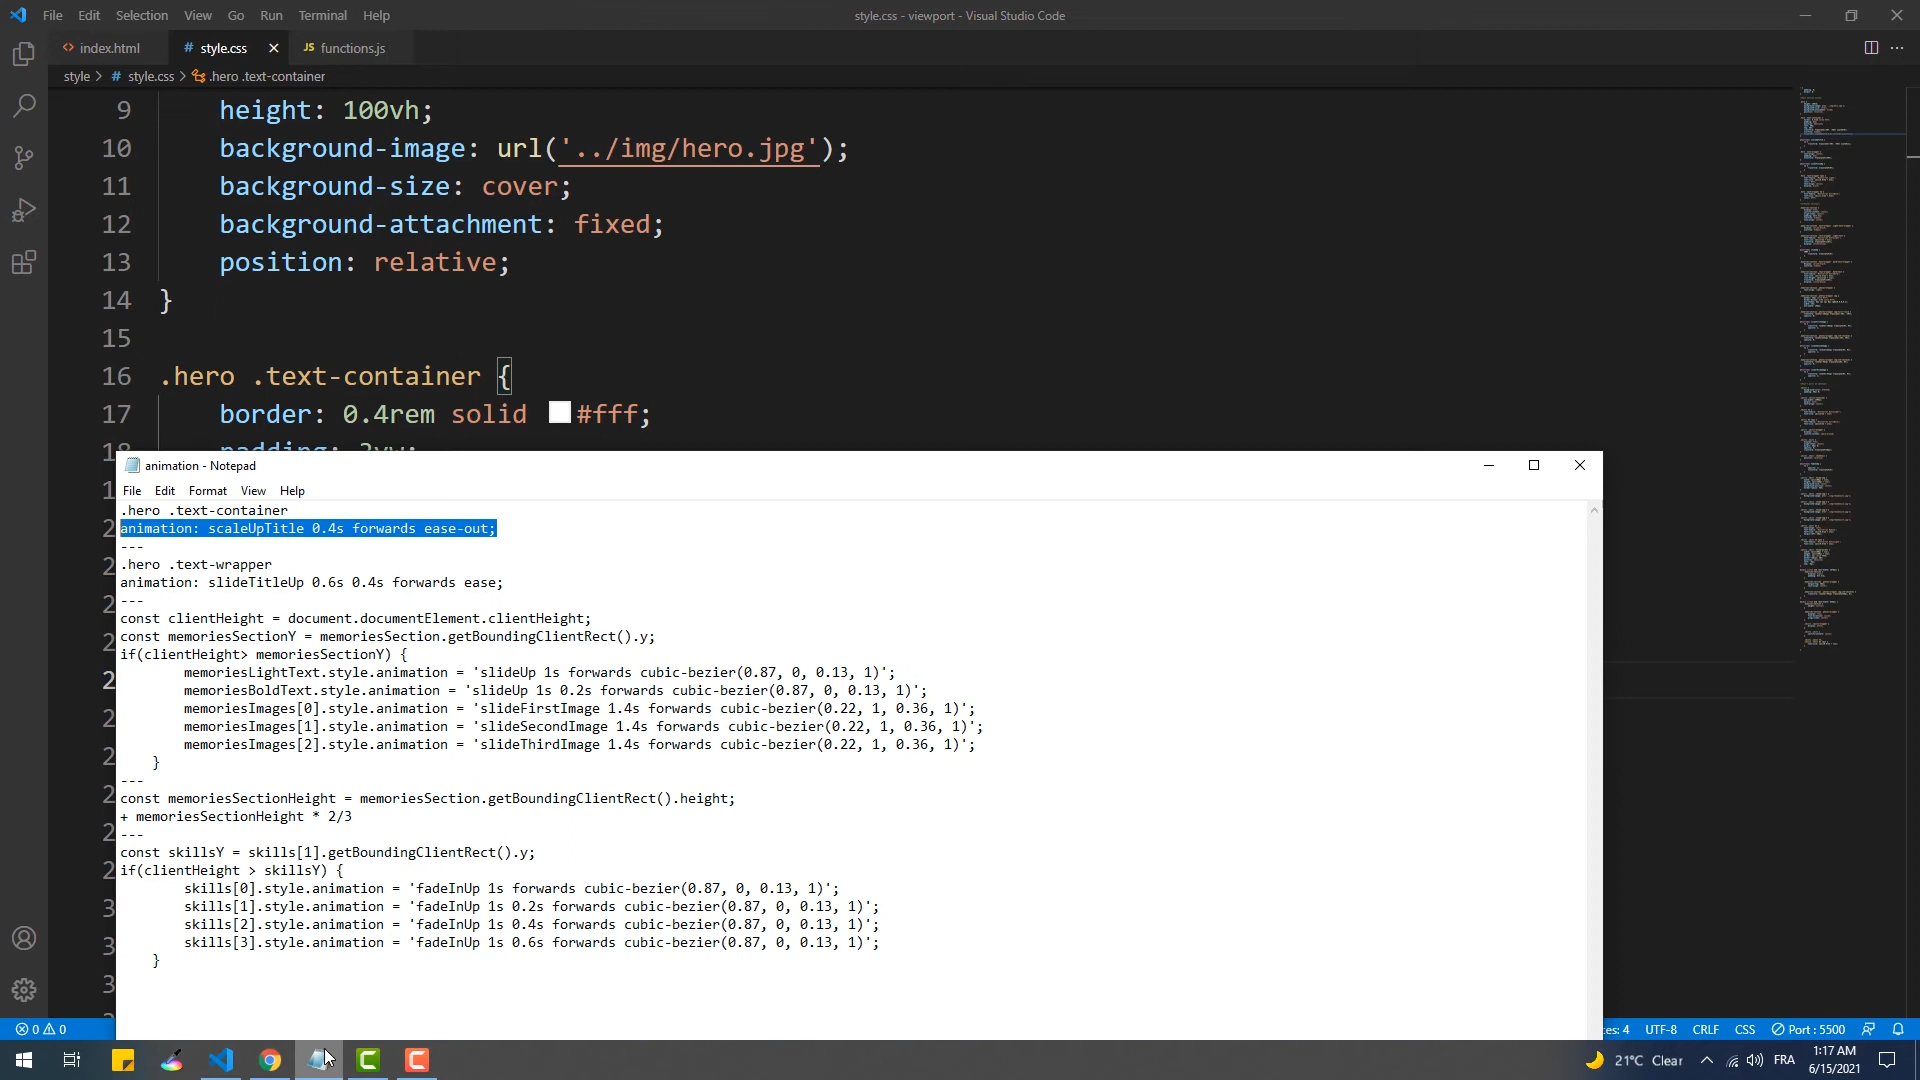 File Edit Selection View Go Run Terminal Help
style.css - viewport - Visual Studio Code
index.html
style.css
JS functions.js
style > # style.css > .hero .text-container
9 height: 100vh;
10 background-image: url('../img/hero.jpg');
11 background-size: cover;
12 background-attachment: fixed;
13 position: relative;
14 }
15
16 .hero .text-container {
17 border: 0.4rem solid #fff;
animation - Notepad
File Edit Format View Help
.hero .text-container
animation: scaleUpTitle 0.4s forwards ease-out;
---
.hero .text-wrapper
animation: slideTitleUp 0.6s 0.4s forwards ease;
---
const clientHeight = document.documentElement.clientHeight;
const memoriesSectionY = memoriesSection.getBoundingClientRect().y;
if(clientHeight> memoriesSectionY) {
memoriesLightText.style.animation = 'slideUp 1s forwards cubic-bezier(0.87, 0, 0.13, 1)';
memoriesBoldText.style.animation = 'slideUp 1s 0.2s forwards cubic-bezier(0.87, 0, 0.13, 1)';
memoriesImages[0].style.animation = 'slideFirstImage 1.4s forwards cubic-bezier(0.22, 1, 0.36, 1)';
memoriesImages[1].style.animation = 'slideSecondImage 1.4s forwards cubic-bezier(0.22, 1, 0.36, 1)';
memoriesImages[2].style.animation = 'slideThirdImage 1.4s forwards cubic-bezier(0.22, 1, 0.36, 1)';
}
---
const memoriesSectionHeight = memoriesSection.getBoundingClientRect().height;
+ memoriesSectionHeight * 2/3
---
const skillsY = skills[1].getBoundingClientRect().y;
if(clientHeight > skillsY) {
skills[0].style.animation = 'fadeInUp 1s forwards cubic-bezier(0.87, 0, 0.13, 1)';
skills[1].style.animation = 'fadeInUp 1s 0.2s forwards cubic-bezier(0.87, 0, 0.13, 1)';
skills[2].style.animation = 'fadeInUp 1s 0.4s forwards cubic-bezier(0.87, 0, 0.13, 1)';
skills[3].style.animation = 'fadeInUp 1s 0.6s forwards cubic-bezier(0.87, 0, 0.13, 1)';
}
0 0
4 UTF-8 CRLF CSS Port : 5500
21°C Clear FRA 1:17 AM
6/15/2021